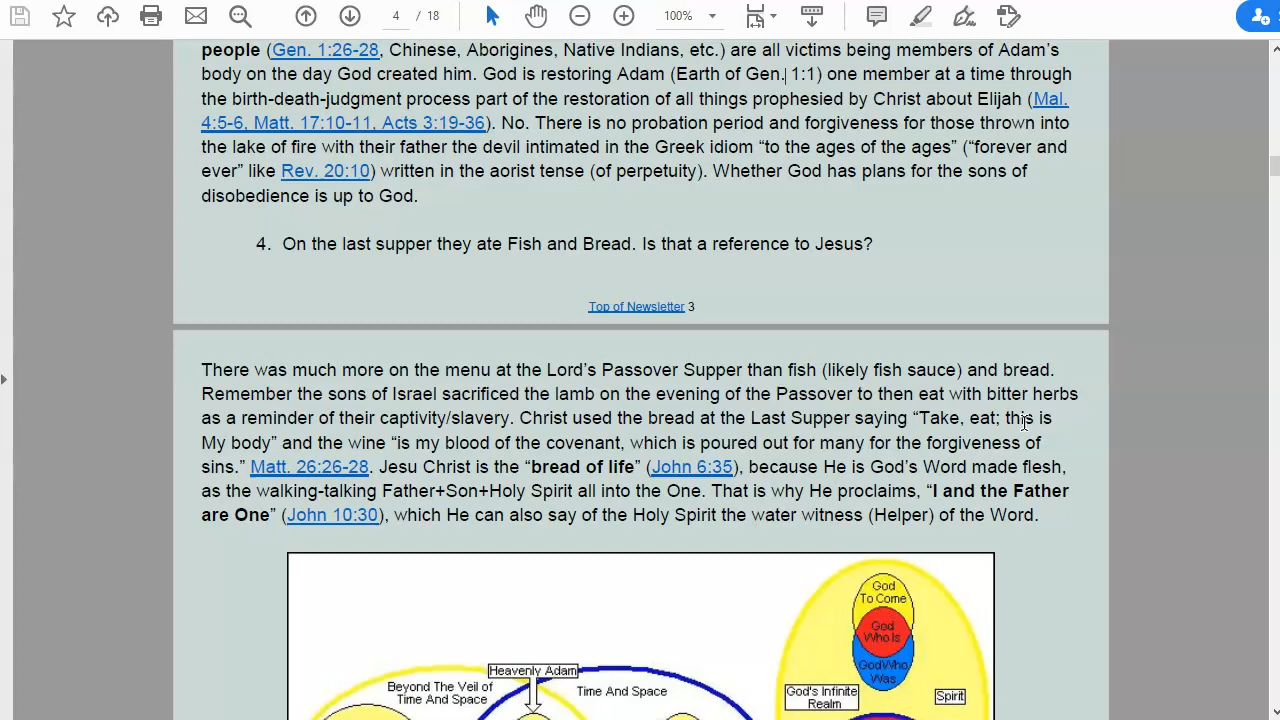 4 / 18
100%
people (Gen. 1:26-28, Chinese, Aborigines, Native Indians, etc.) are all victims being members of Adam's
body on the day God created him. God is restoring Adam (Earth of Gen. 1:1) one member at a time through
the birth-death-judgment process part of the restoration of all things prophesied by Christ about Elijah (Mal.
4:5-6, Matt. 17:10-11, Acts 3:19-36). No. There is no probation period and forgiveness for those thrown into
the lake of fire with their father the devil intimated in the Greek idiom “to the ages of the ages” (“forever and
ever” like Rev. 20:10) written in the aorist tense (of perpetuity). Whether God has plans for the sons of
disobedience is up to God.
4. On the last supper they ate Fish and Bread. Is that a reference to Jesus?
Top of Newsletter 3
There was much more on the menu at the Lord's Passover Supper than fish (likely fish sauce) and bread.
Remember the sons of Israel sacrificed the lamb on the evening of the Passover to then eat with bitter herbs
as a reminder of their captivity/slavery. Christ used the bread at the Last Supper saying “Take, eat; this is
My body” and the wine “is my blood of the covenant, which is poured out for many for the forgiveness of
sins.” Matt. 26:26-28. Jesu Christ is the “bread of life” (John 6:35), because He is God's Word made flesh,
as the walking-talking Father+Son+Holy Spirit all into the One. That is why He proclaims, “I and the Father
are One” (John 10:30), which He can also say of the Holy Spirit the water witness (Helper) of the Word.
God
To Come
God
Who Is
God Who
Was
Heavenly Adam
Beyond The Veil of
Time And Space
Time And Space
God's Infinite
Realm
Spirit